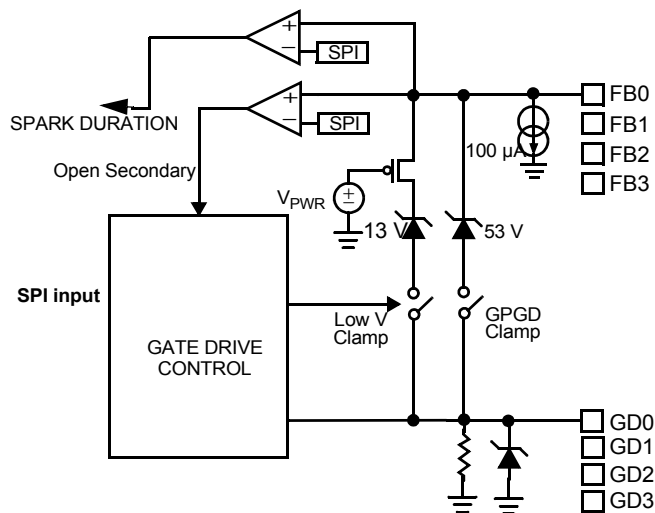 +
−
SPI
+
−
SPI
SPARK DURATION
Open Secondary
FB0
FB1
FB2
FB3
100 µA
VPWR
+
−
13 V
53 V
SPI input
GATE DRIVE
CONTROL
Low V
Clamp
GPGD
Clamp
GD0
GD1
GD2
GD3